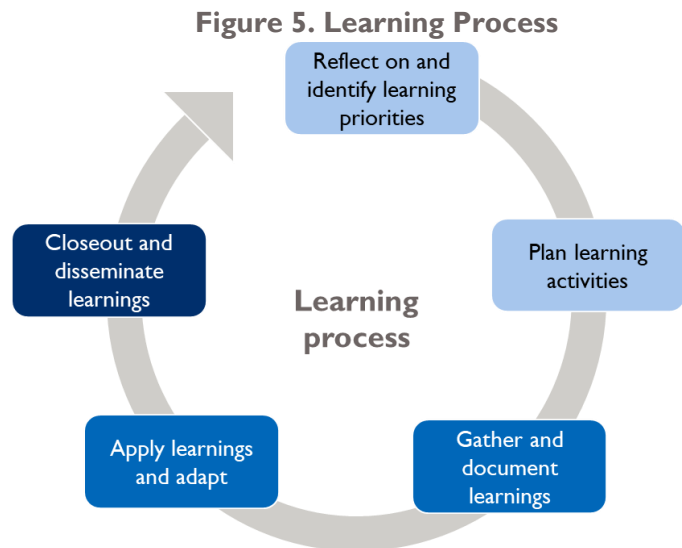 Figure 5. Learning Process
Reflect on and
identify learning
priorities
Plan learning
activities
Gather and
document
learnings
Apply learnings
and adapt
Closeout and
disseminate
learnings
Learning
process